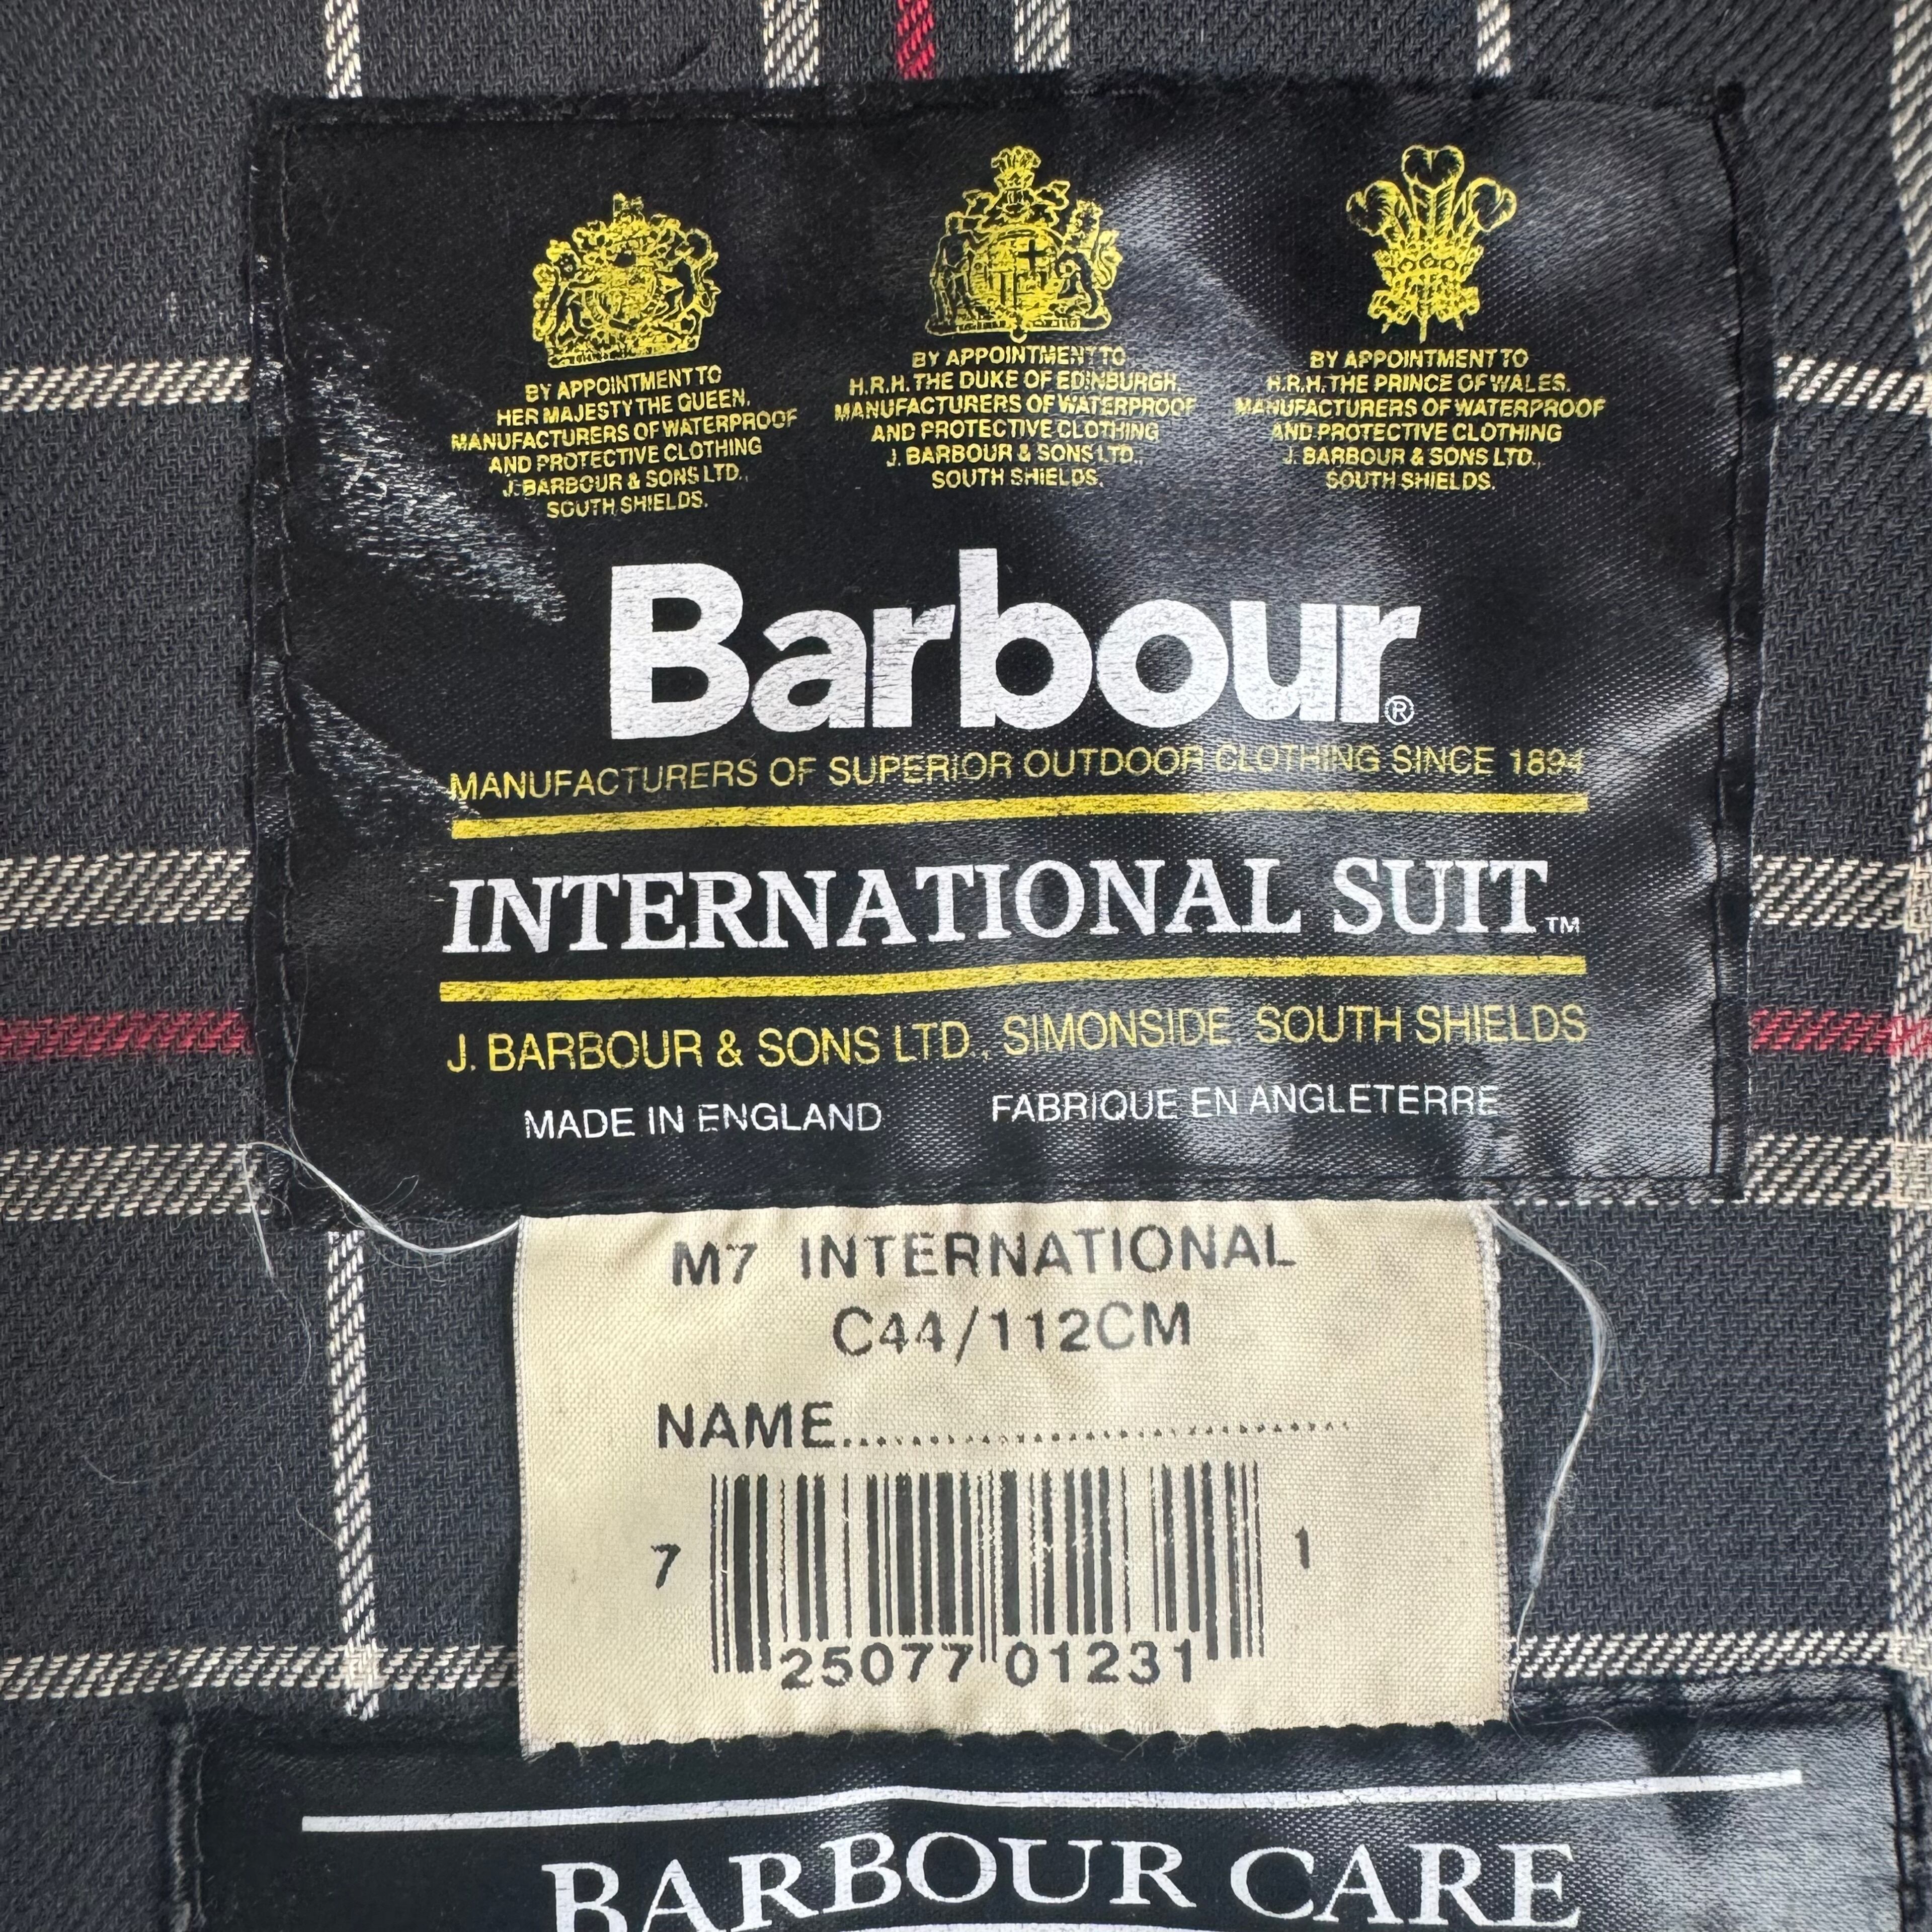 BY APPOINTMENT TO
HER MAJESTY THE QUEEN,
MANUFACTURERS OF WATERPROOF
AND PROTECTIVE CLOTHING
J. BARBOUR & SONS LTD.,
SOUTH SHIELDS.
BY APPOINTMENT TO
H.R.H. THE DUKE OF EDINBURGH,
MANUFACTURERS OF WATERPROOF
AND PROTECTIVE CLOTHING
J. BARBOUR & SONS LTD.,
SOUTH SHIELDS.
BY APPOINTMENT TO
H.R.H. THE PRINCE OF WALES,
MANUFACTURERS OF WATERPROOF
AND PROTECTIVE CLOTHING
J. BARBOUR & SONS LTD.,
SOUTH SHIELDS.
Barbour®
MANUFACTURERS OF SUPERIOR OUTDOOR CLOTHING SINCE 1894
INTERNATIONAL SUIT™
J. BARBOUR & SONS LTD., SIMONSIDE, SOUTH SHIELDS
MADE IN ENGLAND FABRIQUE EN ANGLETERRE
M7 INTERNATIONAL
C44/112CM
NAME....................................
7 25077 01231 1
BARBOUR CARE